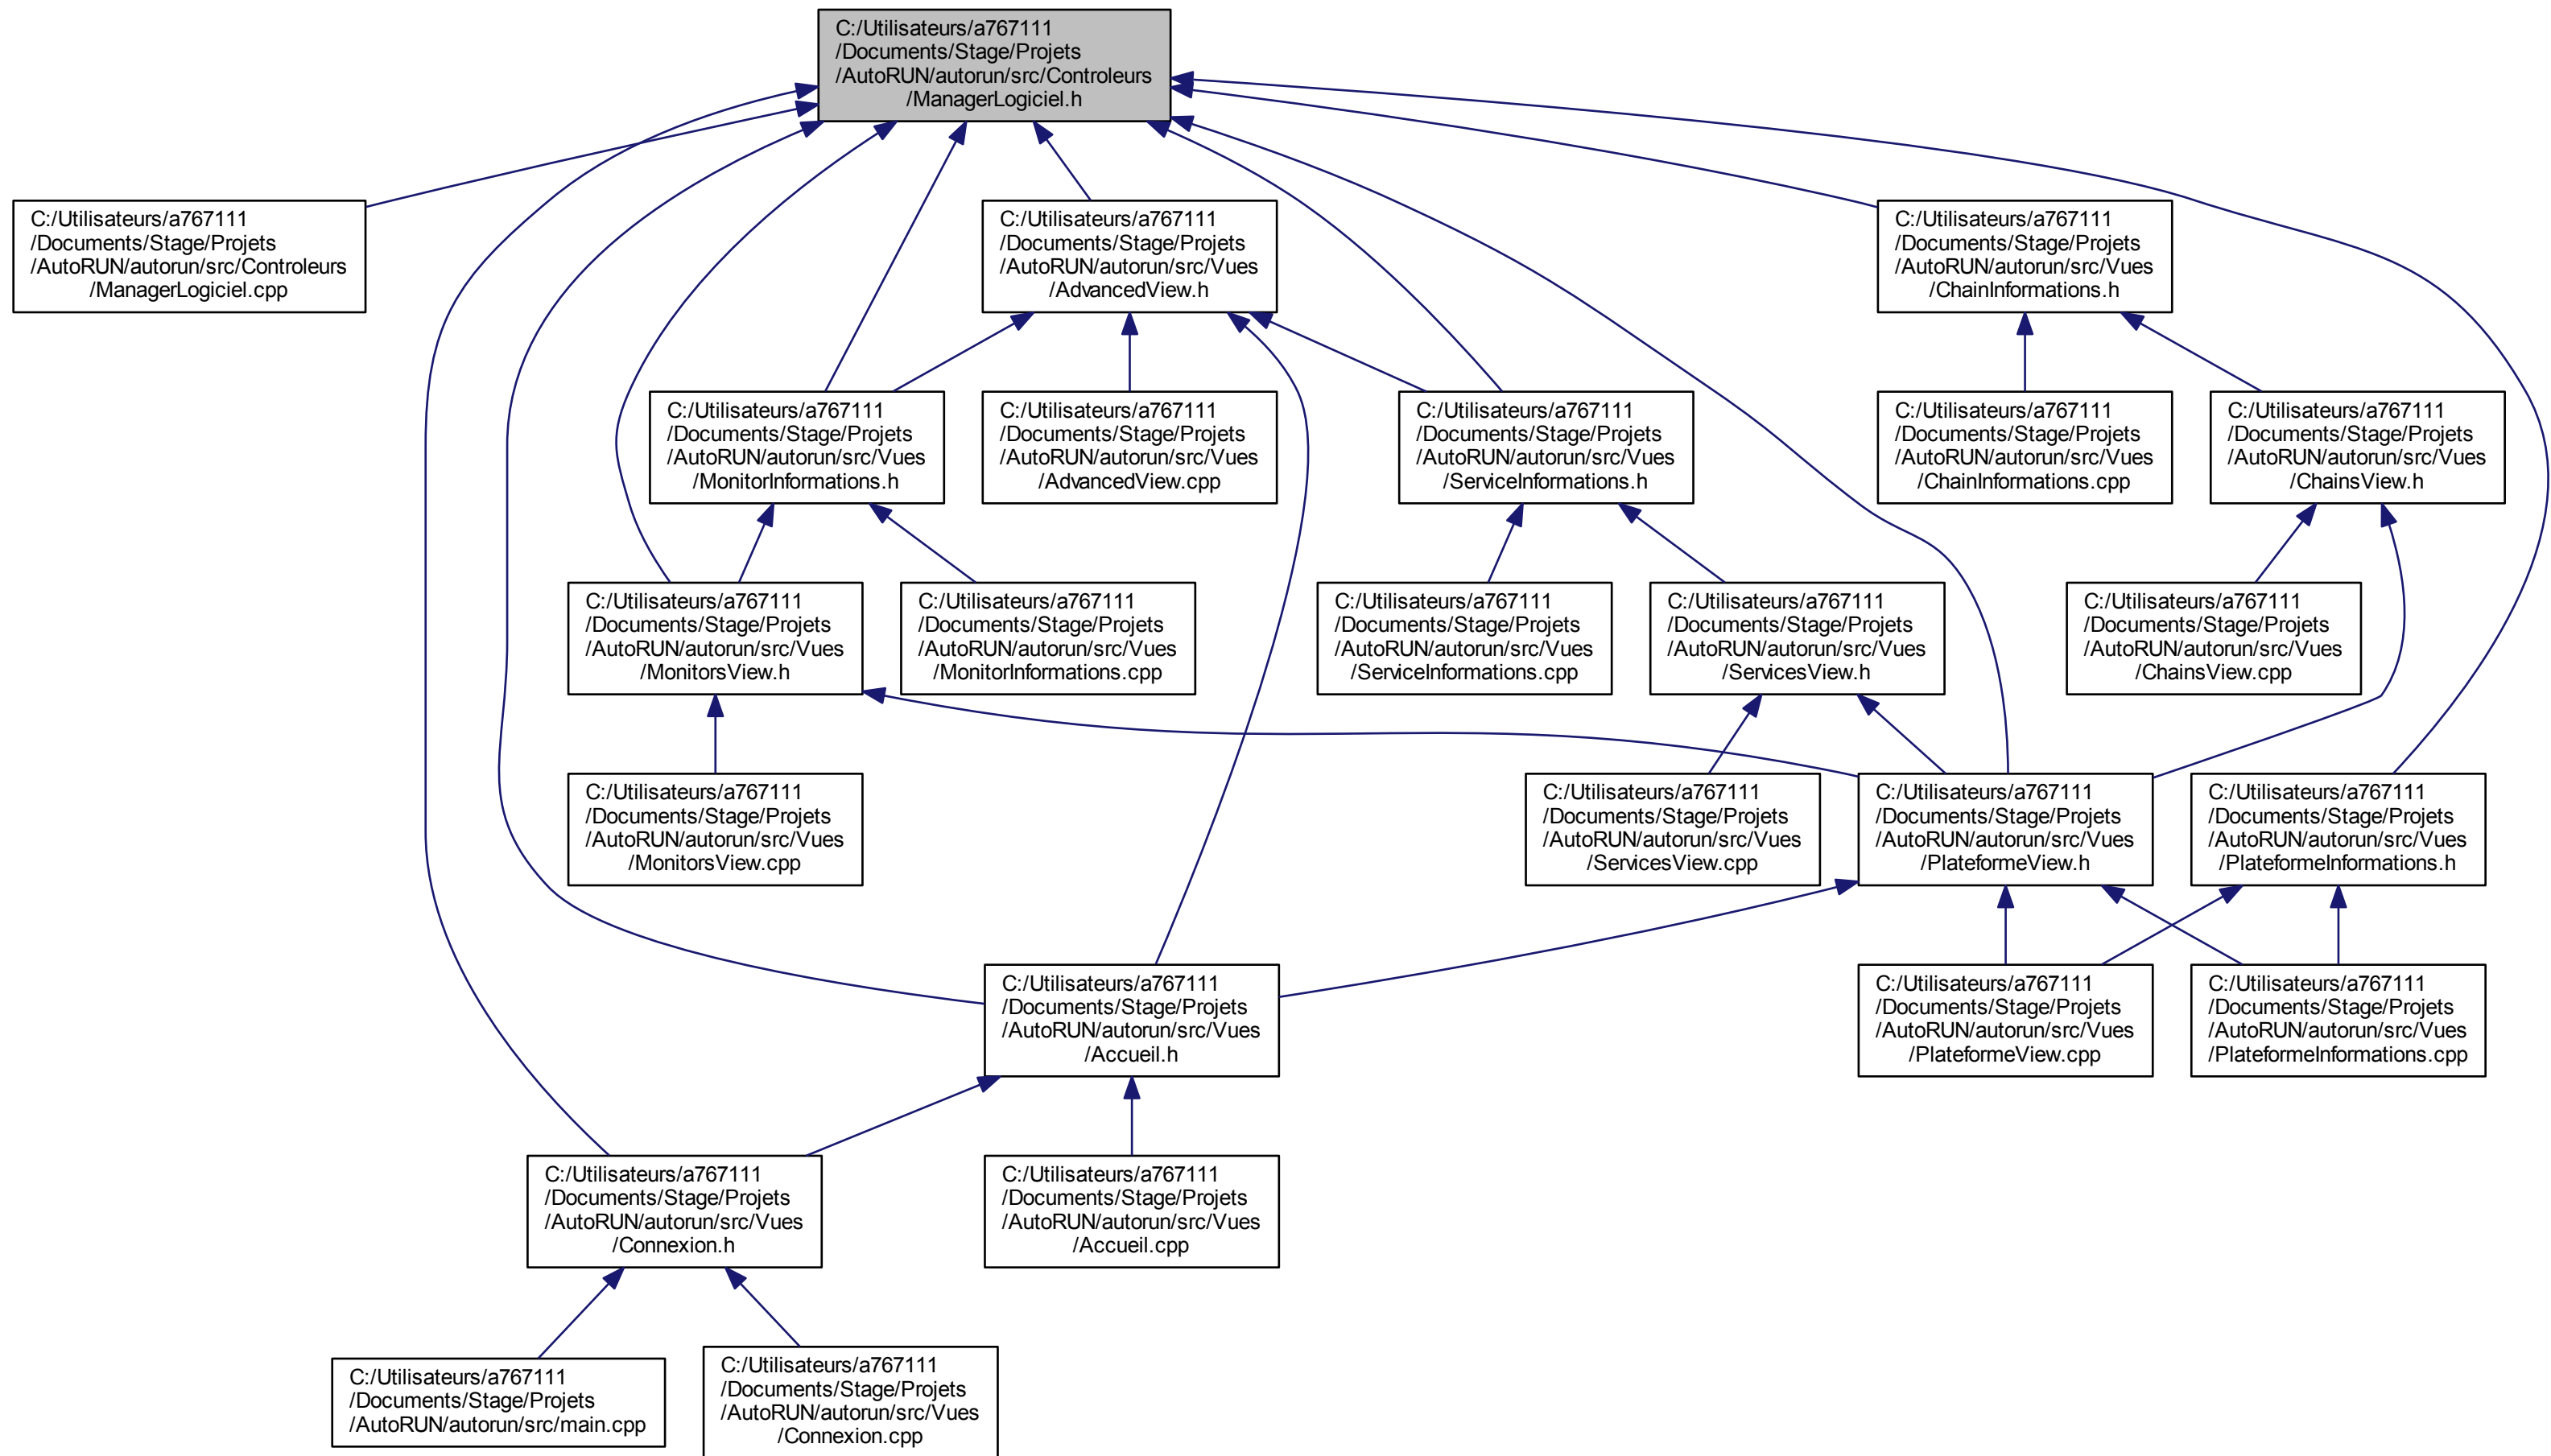 C:/Utilisateurs/a767111
/Documents/Stage/Projets
/AutoRUN/autorun/src/Controleurs
/ManagerLogiciel.h
C:/Utilisateurs/a767111
/Documents/Stage/Projets
/AutoRUN/autorun/src/Controleurs
/ManagerLogiciel.cpp
C:/Utilisateurs/a767111
/Documents/Stage/Projets
/AutoRUN/autorun/src/Vues
/AdvancedView.h
C:/Utilisateurs/a767111
/Documents/Stage/Projets
/AutoRUN/autorun/src/Vues
/ChainInformations.h
C:/Utilisateurs/a767111
/Documents/Stage/Projets
/AutoRUN/autorun/src/Vues
/MonitorInformations.h
C:/Utilisateurs/a767111
/Documents/Stage/Projets
/AutoRUN/autorun/src/Vues
/AdvancedView.cpp
C:/Utilisateurs/a767111
/Documents/Stage/Projets
/AutoRUN/autorun/src/Vues
/ServiceInformations.h
C:/Utilisateurs/a767111
/Documents/Stage/Projets
/AutoRUN/autorun/src/Vues
/ChainInformations.cpp
C:/Utilisateurs/a767111
/Documents/Stage/Projets
/AutoRUN/autorun/src/Vues
/ChainsView.h
C:/Utilisateurs/a767111
/Documents/Stage/Projets
/AutoRUN/autorun/src/Vues
/MonitorsView.h
C:/Utilisateurs/a767111
/Documents/Stage/Projets
/AutoRUN/autorun/src/Vues
/MonitorInformations.cpp
C:/Utilisateurs/a767111
/Documents/Stage/Projets
/AutoRUN/autorun/src/Vues
/ServiceInformations.cpp
C:/Utilisateurs/a767111
/Documents/Stage/Projets
/AutoRUN/autorun/src/Vues
/ServicesView.h
C:/Utilisateurs/a767111
/Documents/Stage/Projets
/AutoRUN/autorun/src/Vues
/ChainsView.cpp
C:/Utilisateurs/a767111
/Documents/Stage/Projets
/AutoRUN/autorun/src/Vues
/MonitorsView.cpp
C:/Utilisateurs/a767111
/Documents/Stage/Projets
/AutoRUN/autorun/src/Vues
/ServicesView.cpp
C:/Utilisateurs/a767111
/Documents/Stage/Projets
/AutoRUN/autorun/src/Vues
/PlateformeView.h
C:/Utilisateurs/a767111
/Documents/Stage/Projets
/AutoRUN/autorun/src/Vues
/PlateformeInformations.h
C:/Utilisateurs/a767111
/Documents/Stage/Projets
/AutoRUN/autorun/src/Vues
/Accueil.h
C:/Utilisateurs/a767111
/Documents/Stage/Projets
/AutoRUN/autorun/src/Vues
/PlateformeView.cpp
C:/Utilisateurs/a767111
/Documents/Stage/Projets
/AutoRUN/autorun/src/Vues
/PlateformeInformations.cpp
C:/Utilisateurs/a767111
/Documents/Stage/Projets
/AutoRUN/autorun/src/Vues
/Connexion.h
C:/Utilisateurs/a767111
/Documents/Stage/Projets
/AutoRUN/autorun/src/Vues
/Accueil.cpp
C:/Utilisateurs/a767111
/Documents/Stage/Projets
/AutoRUN/autorun/src/main.cpp
C:/Utilisateurs/a767111
/Documents/Stage/Projets
/AutoRUN/autorun/src/Vues
/Connexion.cpp